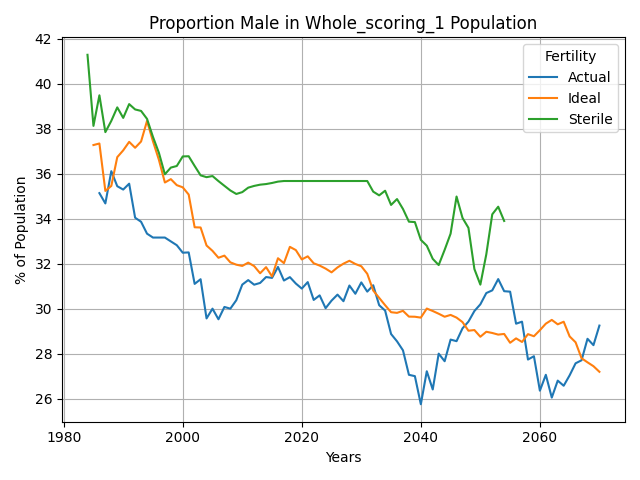 Proportion Male in Whole_scoring_1 Population
42
40
38
36
34
32
30
28
26
% of Population
Fertility
Actual
Ideal
Sterile
1980 2000 2020 2040 2060
Years